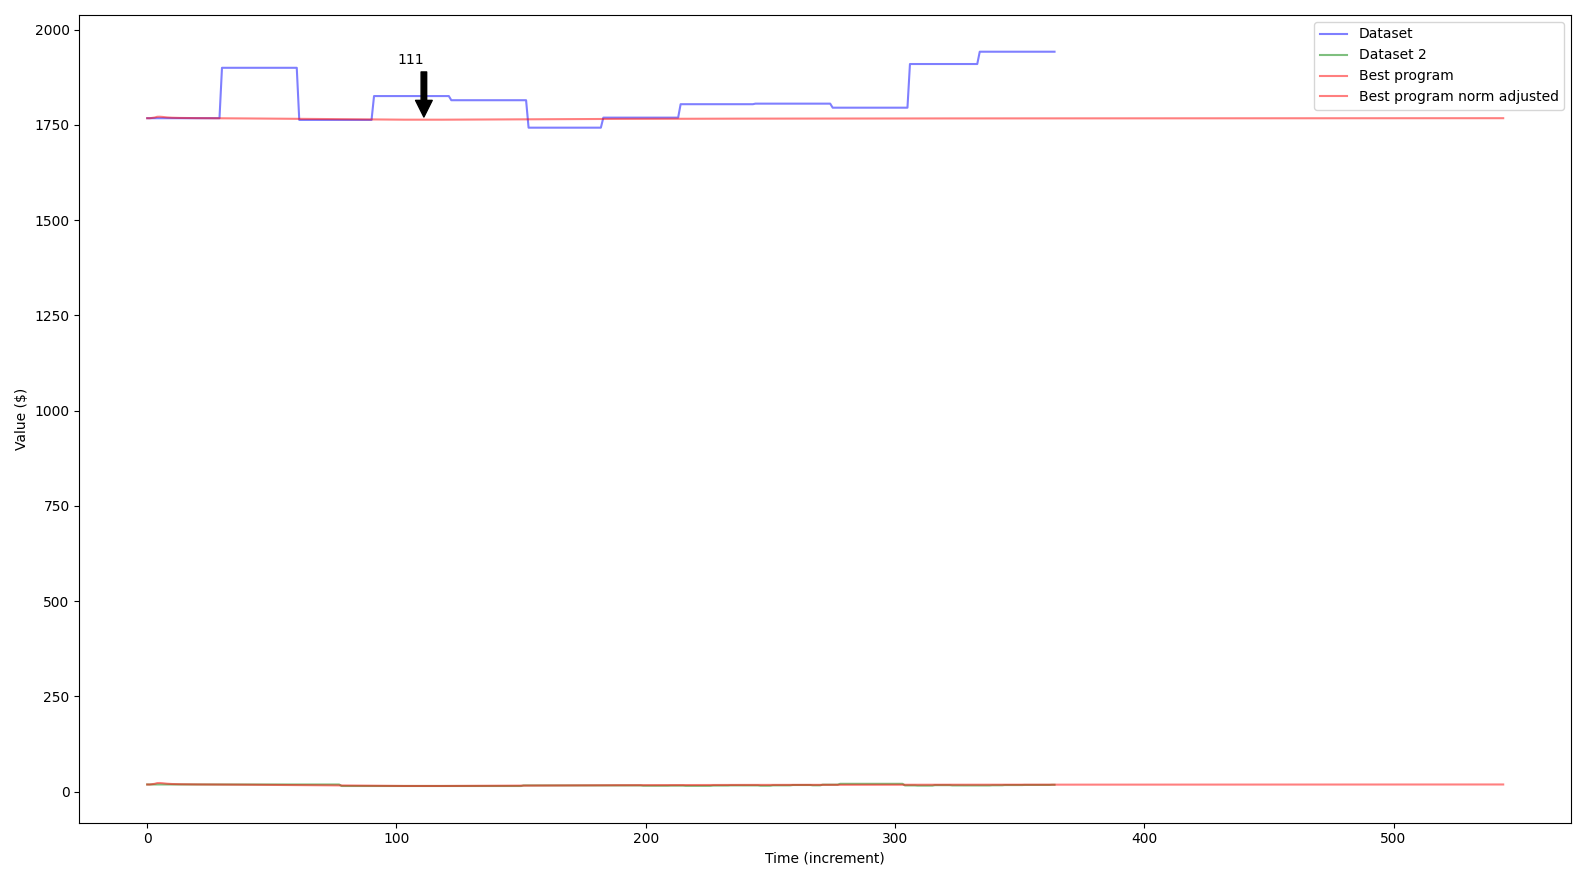 2000
1750
1500
1250
1000
750
500
250
0
Value ($)
111
Dataset
Dataset 2
Best program
Best program norm adjusted
0
100
200
300
400
500
Time (increment)